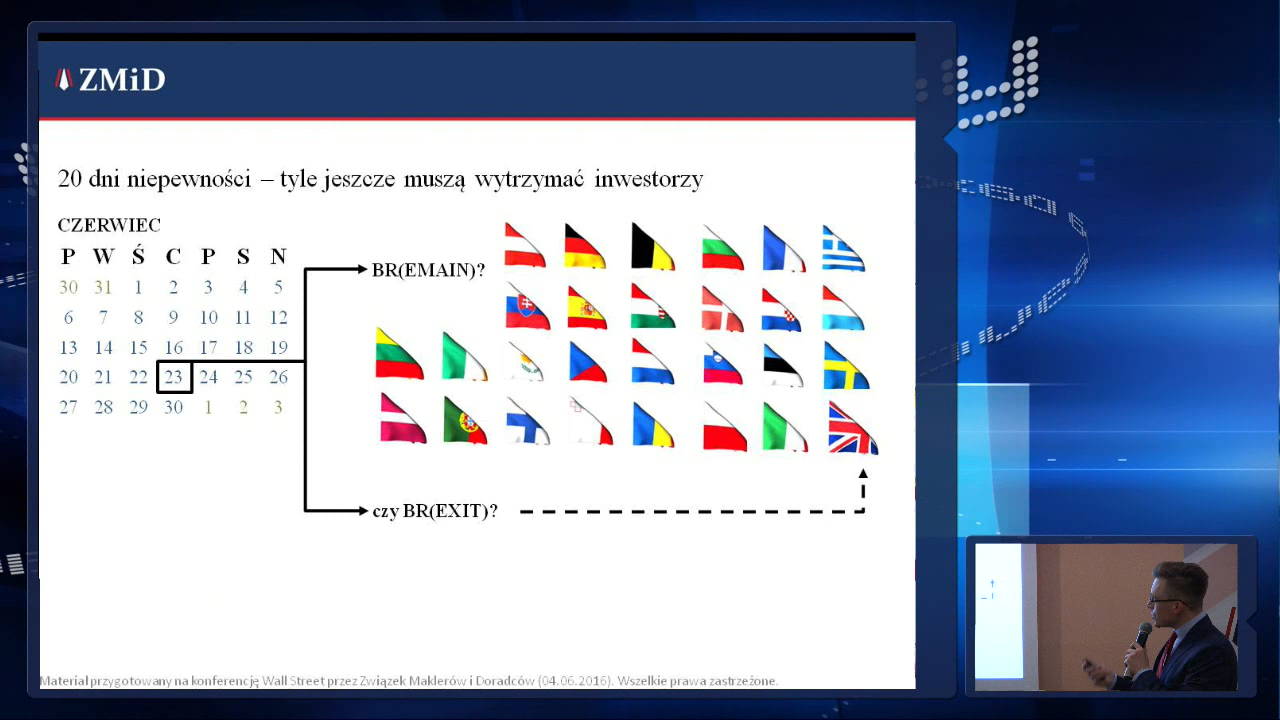 ZMiD
20 dni niepewności – tyle jeszcze muszą wytrzymać inwestorzy
CZERWIEC
P W Ś C P S N
30 31 1 2 3 4 5
6 7 8 9 10 11 12
13 14 15 16 17 18 19
20 21 22 23 24 25 26
27 28 29 30 1 2 3
BR(EMAIN)?
czy BR(EXIT)?
Materiał przygotowany na konferencję Wall Street przez Związek Maklerów i Doradców (04.06.2016). Wszelkie prawa zastrzeżone.